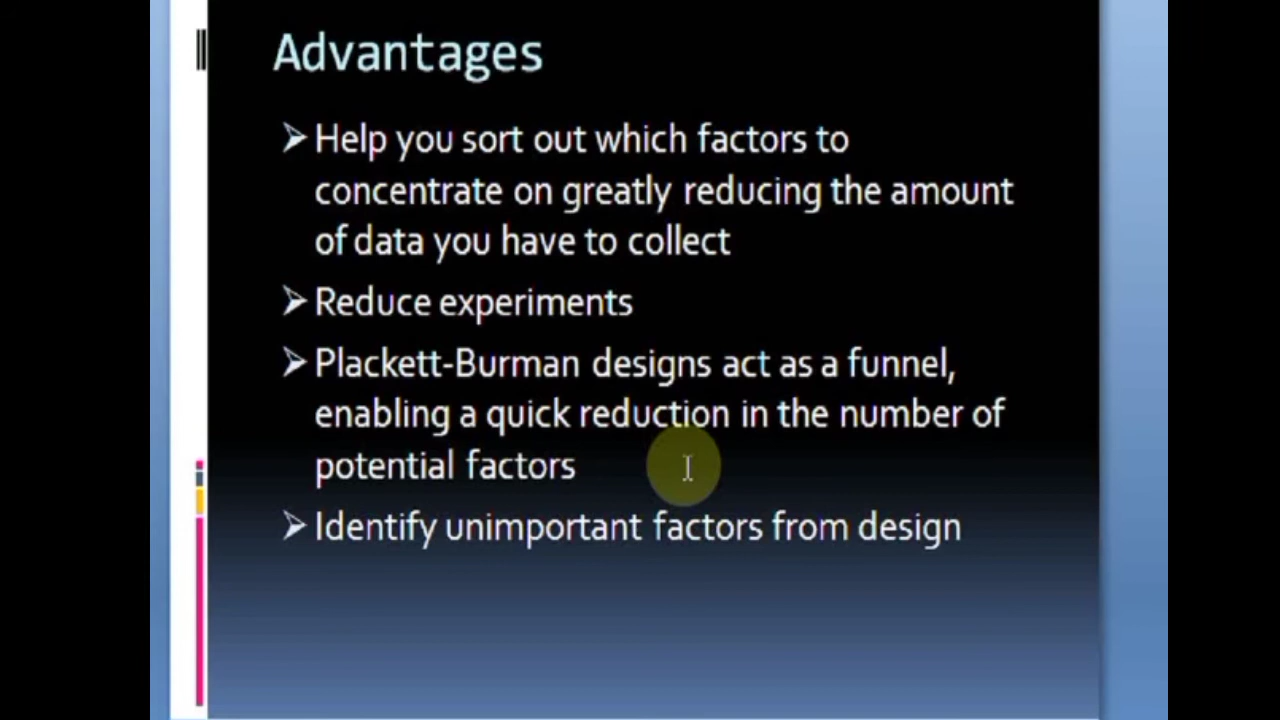 Advantages
Help you sort out which factors to
concentrate on greatly reducing the amount
of data you have to collect
Reduce experiments
Plackett-Burman designs act as a funnel,
enabling a quick reduction in the number of
potential factors
Identify unimportant factors from design